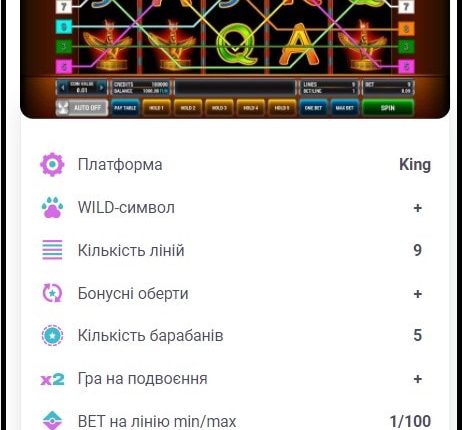 7
9
3
5
7
9
3
5
COIN VALUE
0.01
CREDITS 100000
BALANCE 1000.00
LINES 9
BET/LINE 1
BET 9
0.09
AUTO OFF
PAY TABLE
HOLD 1
HOLD 2
HOLD 3
HOLD 4
HOLD 5
ONE BET
MAX BET
SPIN
Платформа King
WILD-символ +
Кількість ліній 9
Бонусні оберти +
Кількість барабанів 5
x2 Гра на подвоєння +
BET на лінію min/max 1/100